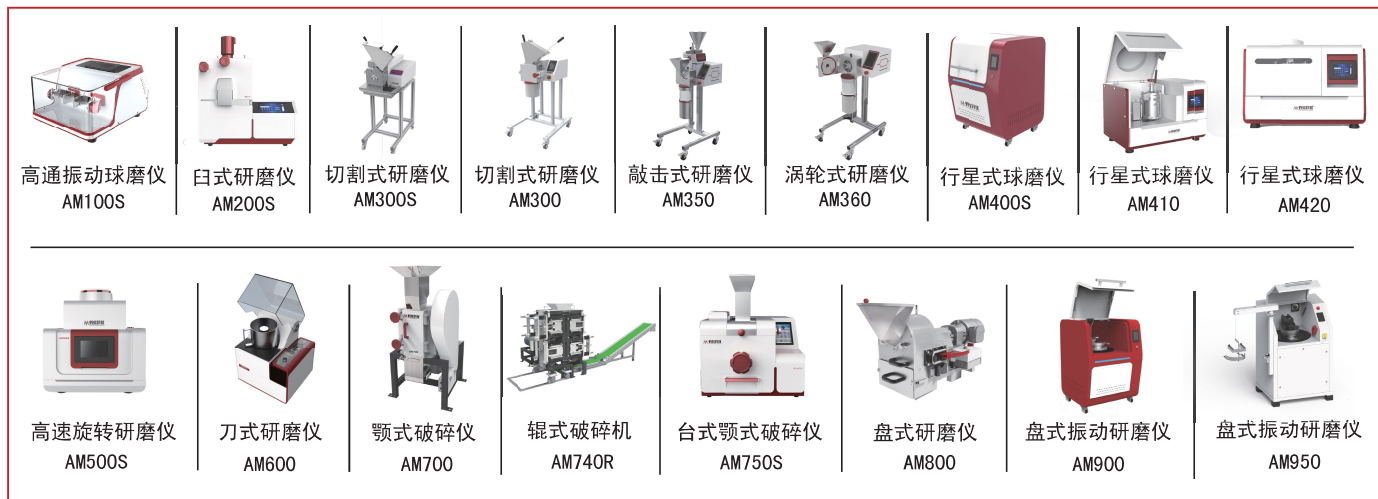 高通振动球磨仪
AM100S
臼式研磨仪
AM200S
切割式研磨仪
AM300S
切割式研磨仪
AM300
敲击式研磨仪
AM350
涡轮式研磨仪
AM360
行星式球磨仪
AM400S
行星式球磨仪
AM410
行星式球磨仪
AM420
高速旋转研磨仪
AM500S
刀式研磨仪
AM600
颚式破碎仪
AM700
辊式破碎机
AM740R
台式颚式破碎仪
AM750S
盘式研磨仪
AM800
盘式振动研磨仪
AM900
盘式振动研磨仪
AM950